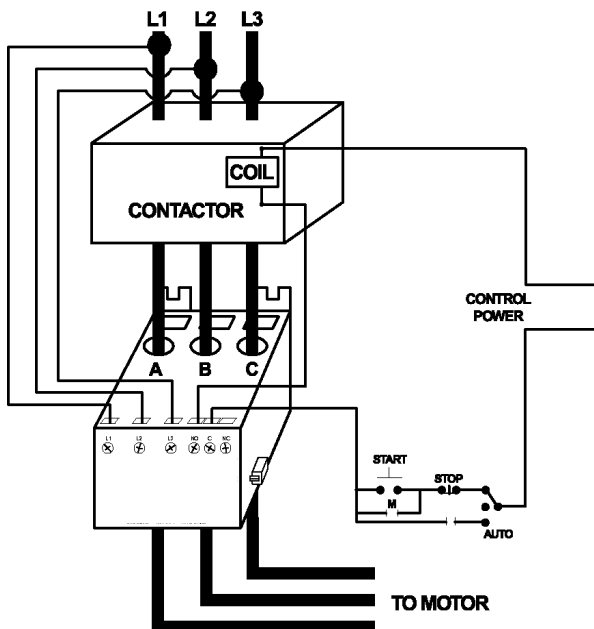 L1 L2 L3
COIL
CONTACTOR
CONTROL
POWER
A B C
L1 L2 L3 NO C NC
START
STOP
M
AUTO
TO MOTOR